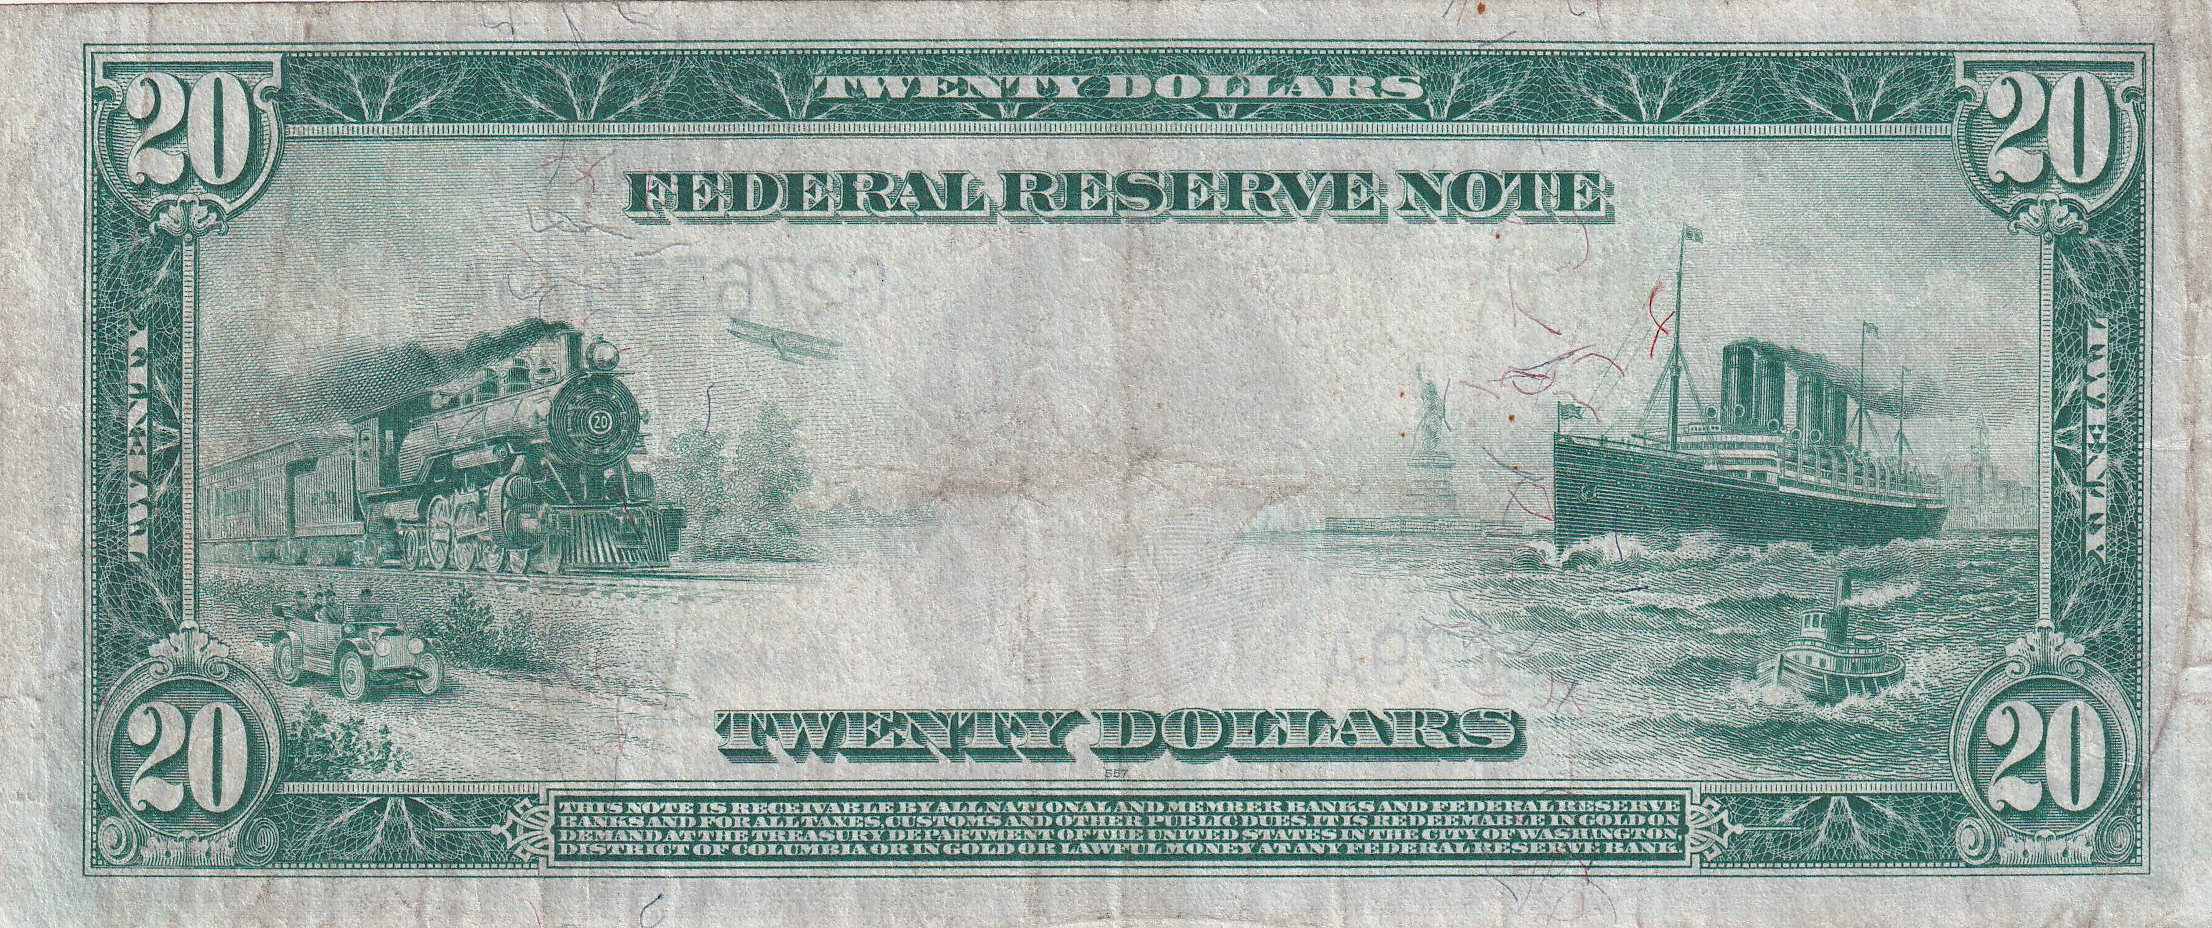 20 TWENTY DOLLARS 20
FEDERAL RESERVE NOTE
TWENTY
TWENTY
20
TWENTY DOLLARS
557
20 20
THIS NOTE IS RECEIVABLE BY ALL NATIONAL AND MEMBER BANKS AND FEDERAL RESERVE
BANKS AND FOR ALL TAXES, CUSTOMS AND OTHER PUBLIC DUES. IT IS REDEEMABLE IN GOLD ON
DEMAND AT THE TREASURY DEPARTMENT OF THE UNITED STATES IN THE CITY OF WASHINGTON,
DISTRICT OF COLUMBIA OR IN GOLD OR LAWFUL MONEY AT ANY FEDERAL RESERVE BANK.